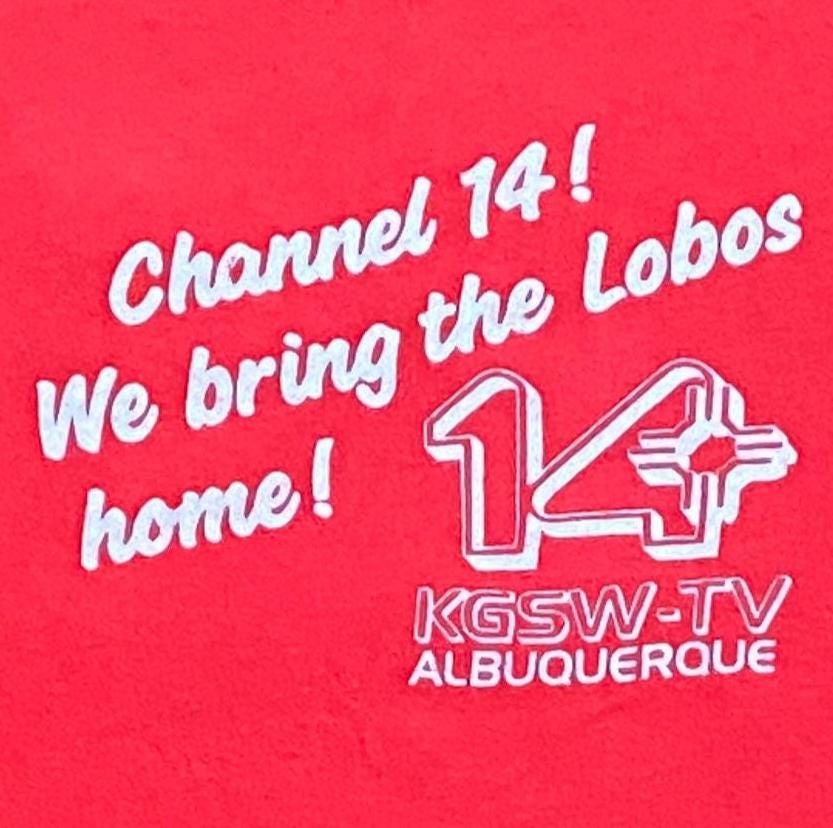 Channel 14!
We bring the Lobos
home!
14
KGSW-TV
ALBUQUERQUE